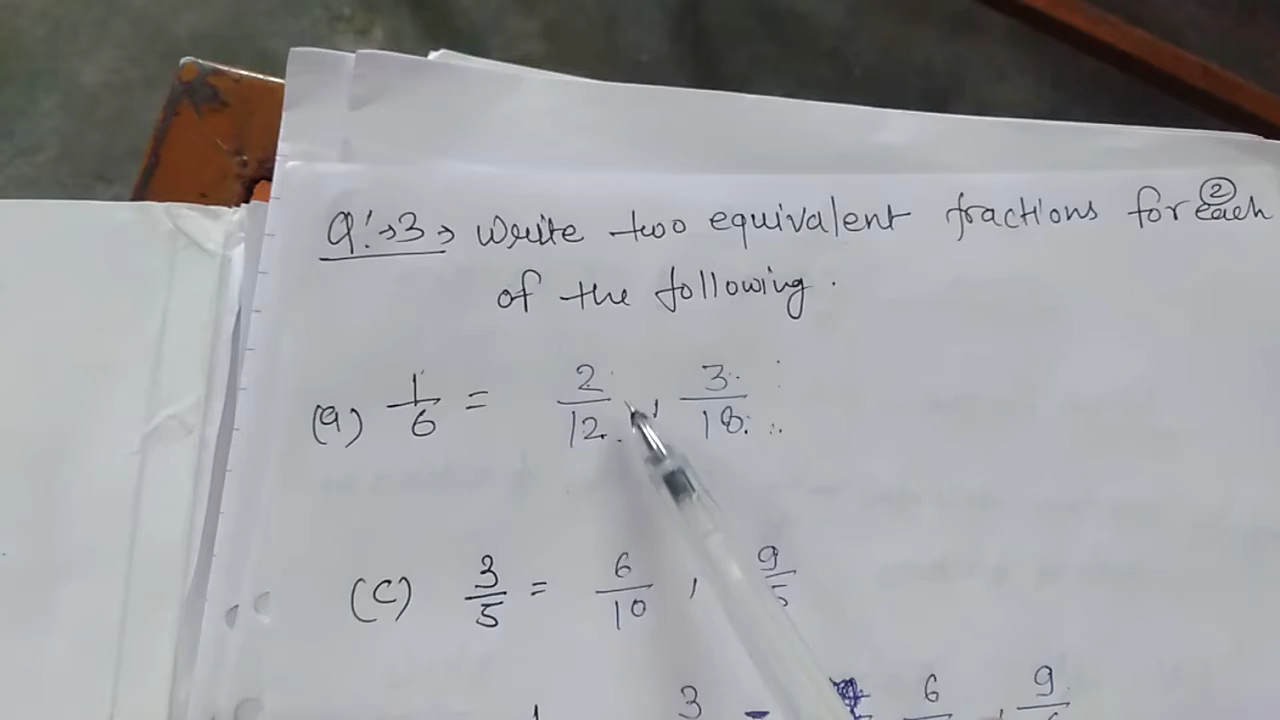 Q:→3→ Write two equivalent fractions for each ②
of the following.
(a) 1/6 = 2/12, 3/18
(c) 3/5 = 6/10, 9/5
3 6, 9